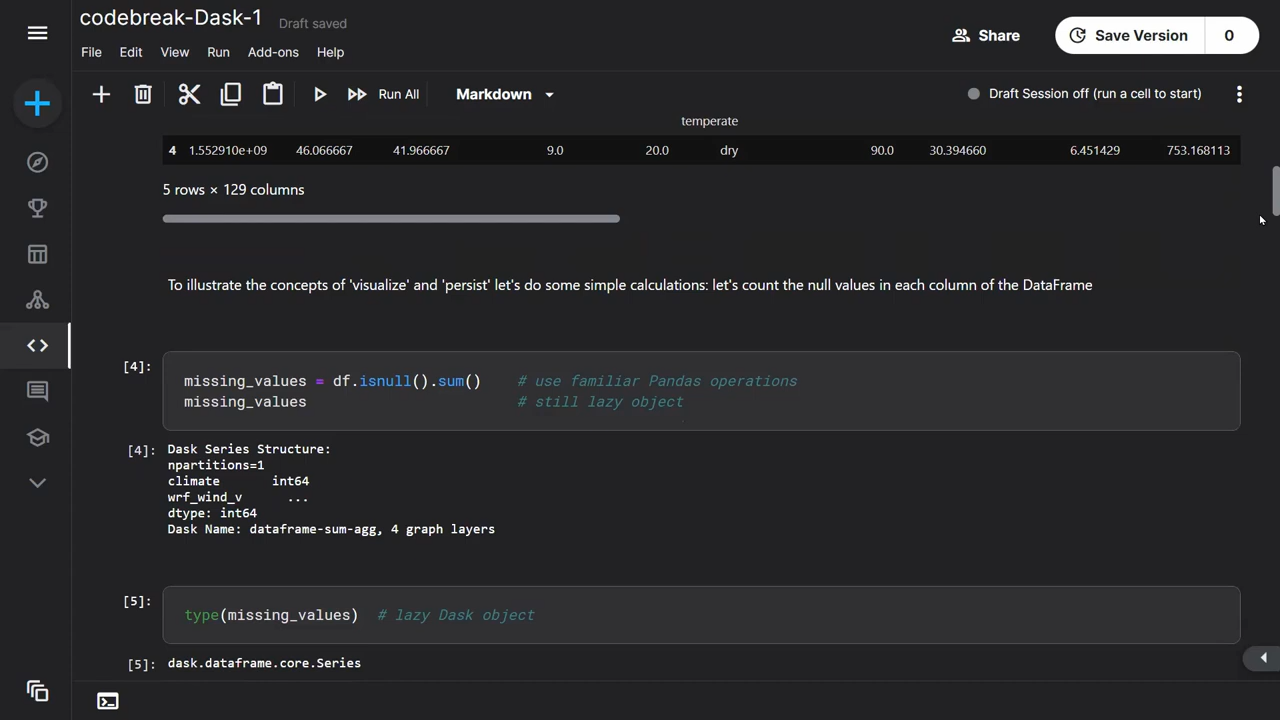 codebreak-Dask-1 Draft saved
File Edit View Run Add-ons Help
Share
Save Version 0
Run All Markdown
Draft Session off (run a cell to start)
temperate
4 1.552910e+09 46.066667 41.966667 9.0 20.0 dry 90.0 30.394660 6.451429 753.168113
5 rows × 129 columns
To illustrate the concepts of 'visualize' and 'persist' let's do some simple calculations: let's count the null values in each column of the DataFrame
[4]:
missing_values = df.isnull().sum() # use familiar Pandas operations
missing_values # still lazy object
[4]: Dask Series Structure:
npartitions=1
climate int64
wrf_wind_v ...
dtype: int64
Dask Name: dataframe-sum-agg, 4 graph layers
[5]:
type(missing_values) # lazy Dask object
[5]: dask.dataframe.core.Series